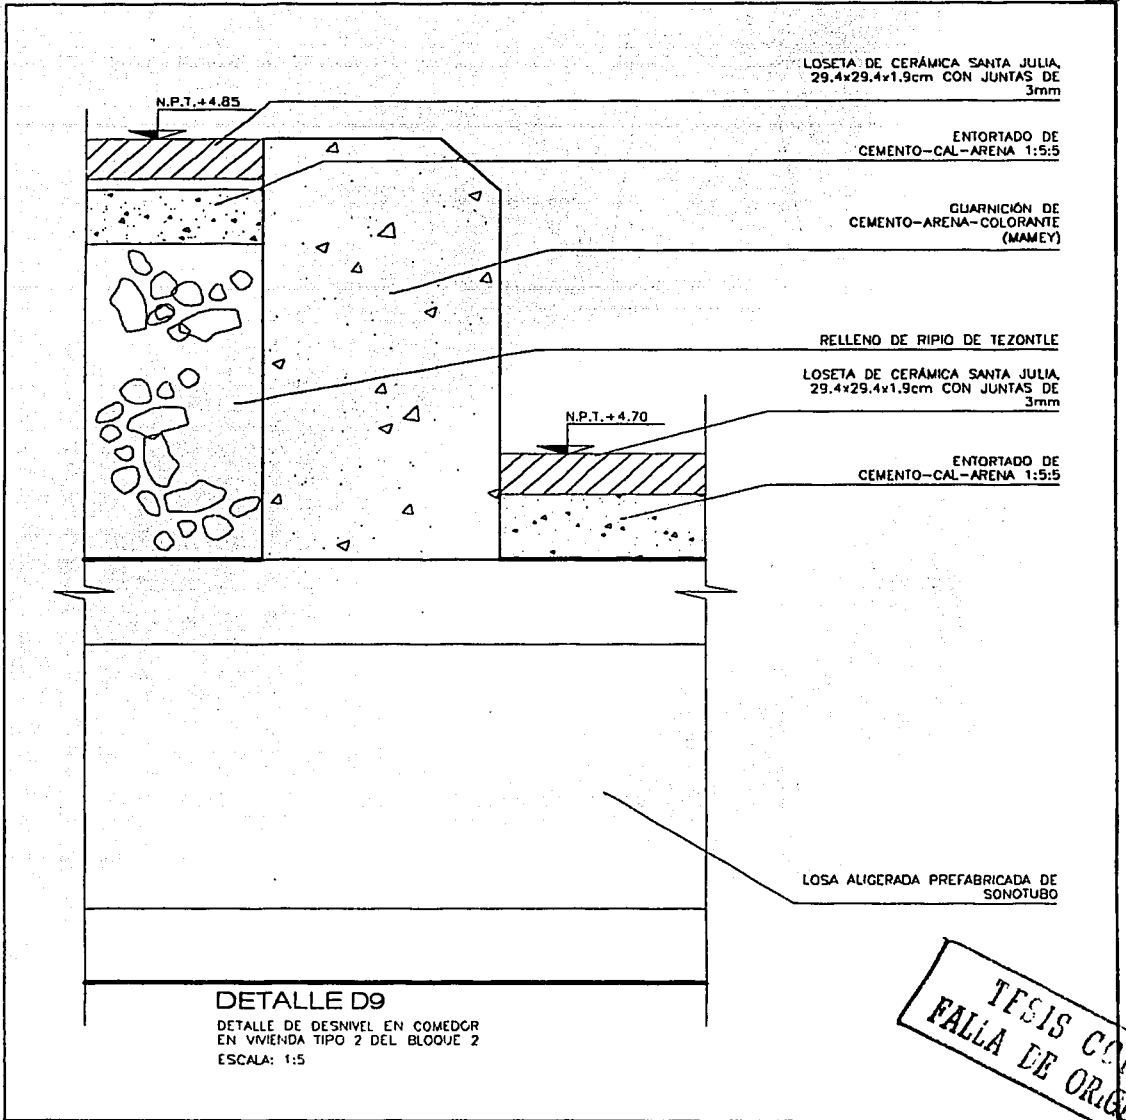 LOSETA DE CERÁMICA SANTA JULIA,
29.4x29.4x1.9cm CON JUNTAS DE
3mm
N.P.T.+4.85
ENTORTADO DE
CEMENTO-CAL-ARENA 1:5:5
GUARNICIÓN DE
CEMENTO-ARENA-COLORANTE
(MAMEY)
RELLENO DE RIPIO DE TEZONTLE
LOSETA DE CERÁMICA SANTA JULIA,
29.4x29.4x1.9cm CON JUNTAS DE
3mm
N.P.T.+4.70
ENTORTADO DE
CEMENTO-CAL-ARENA 1:5:5
LOSA ALIGERADA PREFABRICADA DE
SONOTUBO
DETALLE D9
DETALLE DE DESNIVEL EN COMEDOR
EN VIVIENDA TIPO 2 DEL BLOQUE 2
ESCALA: 1:5
TESIS
FALLA DE